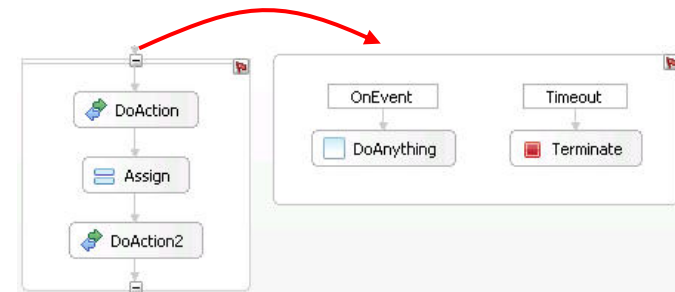 DoAction
Assign
DoAction2
OnEvent
Timeout
DoAnything
Terminate